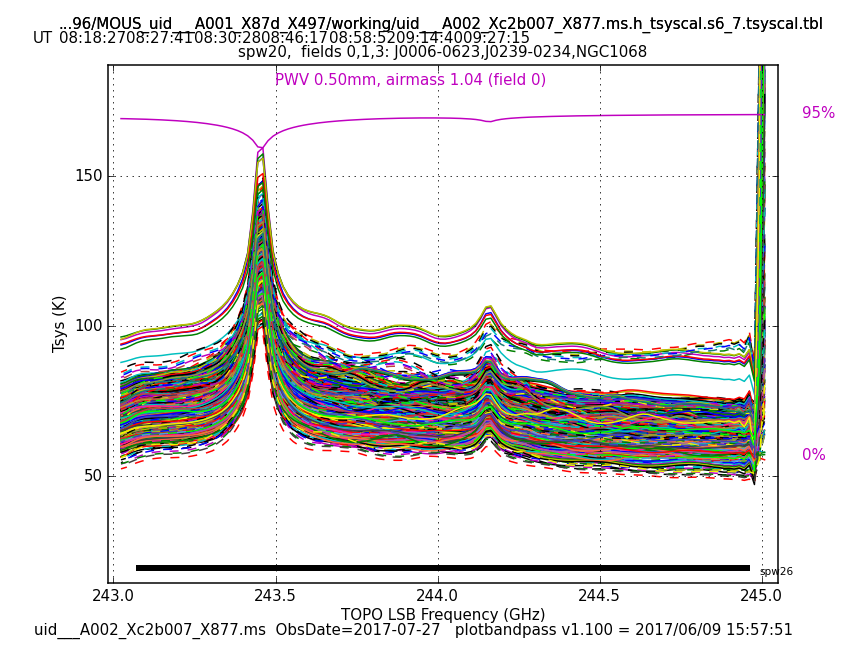 ...96/MOUS_uid___A001_X87d_X497/working/uid___A002_Xc2b007_X877.ms.h_tsyscal.s6_7.tsyscal.tbl
UT 08:18:2708:27:4108:30:2808:46:1708:58:5209:14:4009:27:15
spw20, fields 0,1,3: J0006-0623,J0239-0234,NGC1068
PWV 0.50mm, airmass 1.04 (field 0)
95%
150
100
50
Tsys (K)
0%
spw26
243.0 243.5 244.0 244.5 245.0
TOPO LSB Frequency (GHz)
uid___A002_Xc2b007_X877.ms ObsDate=2017-07-27 plotbandpass v1.100 = 2017/06/09 15:57:51